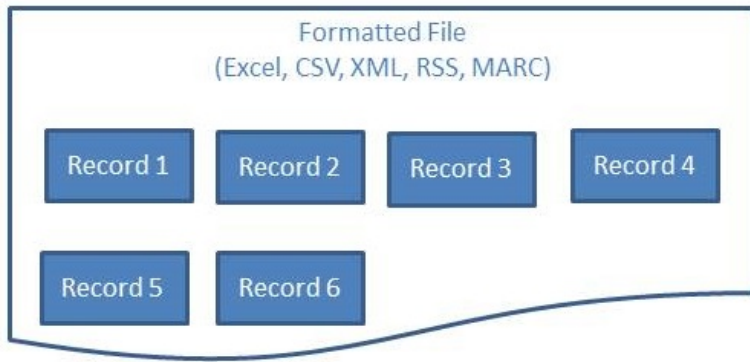 Formatted File
(Excel, CSV, XML, RSS, MARC)
Record 1
Record 2
Record 3
Record 4
Record 5
Record 6